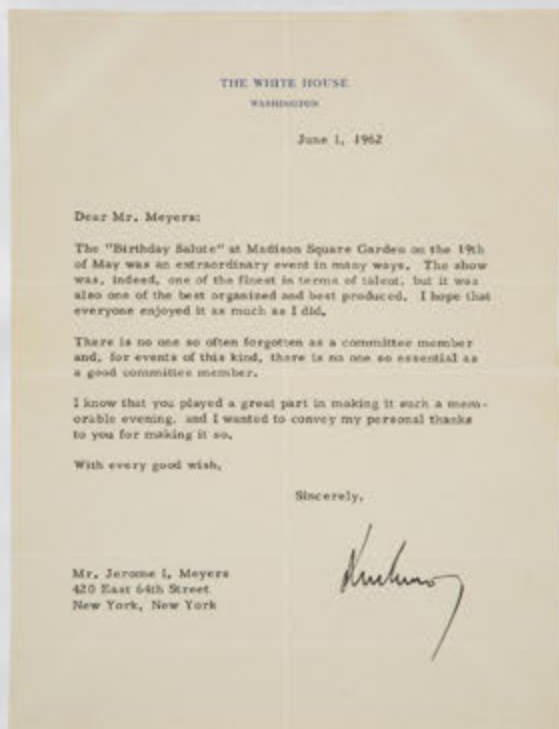 THE WHITE HOUSE
WASHINGTON
June 1, 1962
Dear Mr. Meyers:
The "Birthday Salute" at Madison Square Garden on the 19th
of May was an extraordinary event in many ways. The show
was, indeed, one of the finest in terms of talent, but it was
also one of the best organized and best produced. I hope that
everyone enjoyed it as much as I did.
There is no one so often forgotten as a committee member
and, for events of this kind, there is no one so essential as
a good committee member.
I know that you played a great part in making it such a mem-
orable evening, and I wanted to convey my personal thanks
to you for making it so.
With every good wish,
Sincerely,
Mr. Jerome I. Meyers
420 East 64th Street
New York, New York